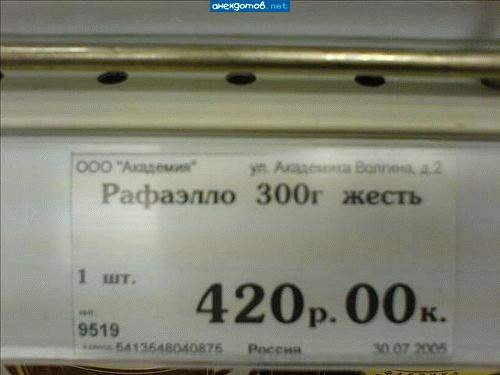 анекдотов.net
ООО "Академия" ул. Академика Волгина, д.2
Рафаэлло 300г жесть
1 шт.
420р.00к.
9519
5413548040875 Россия 30.07.2005